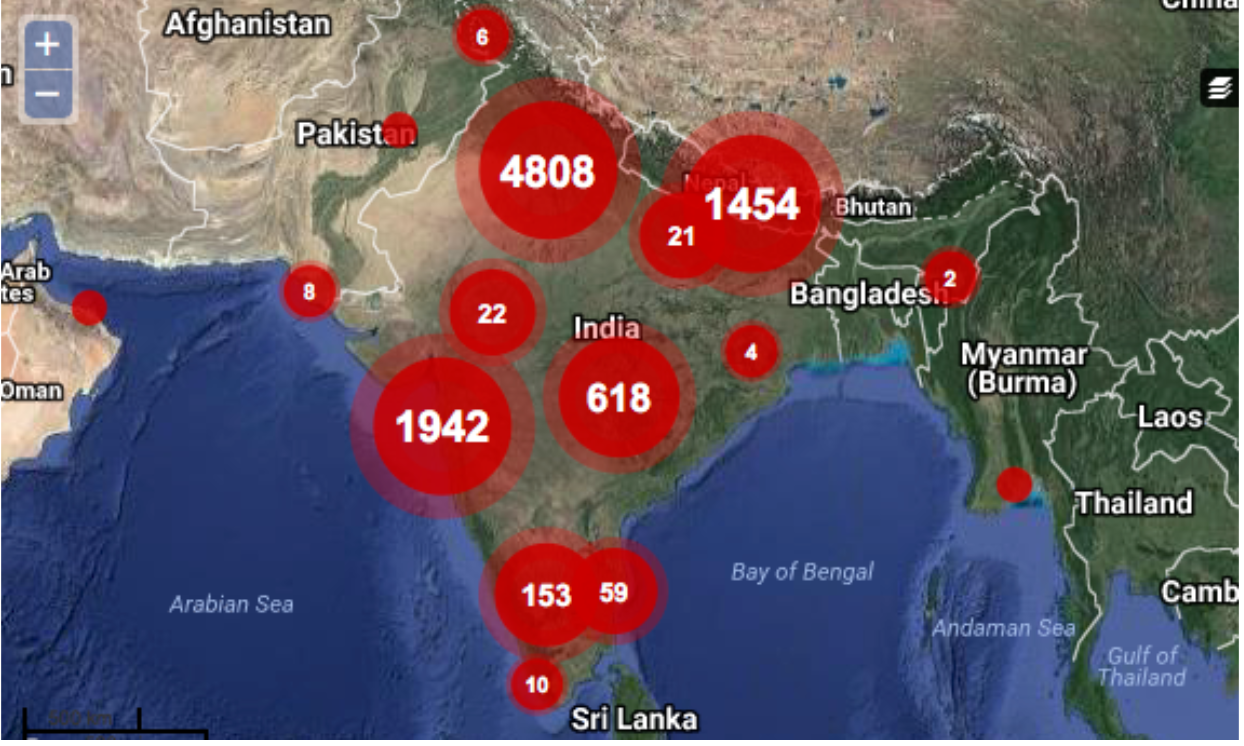 China
Afghanistan
+
6
−
n
Pakistan
4808
Nepal
1454
Bhutan
21
Arab
tes
8
2
Bangladesh
22
India
4
Myanmar
(Burma)
Oman
618
1942
Laos
Thailand
Bay of Bengal
153
59
Camb
Arabian Sea
Andaman Sea
Gulf of
Thailand
10
Sri Lanka